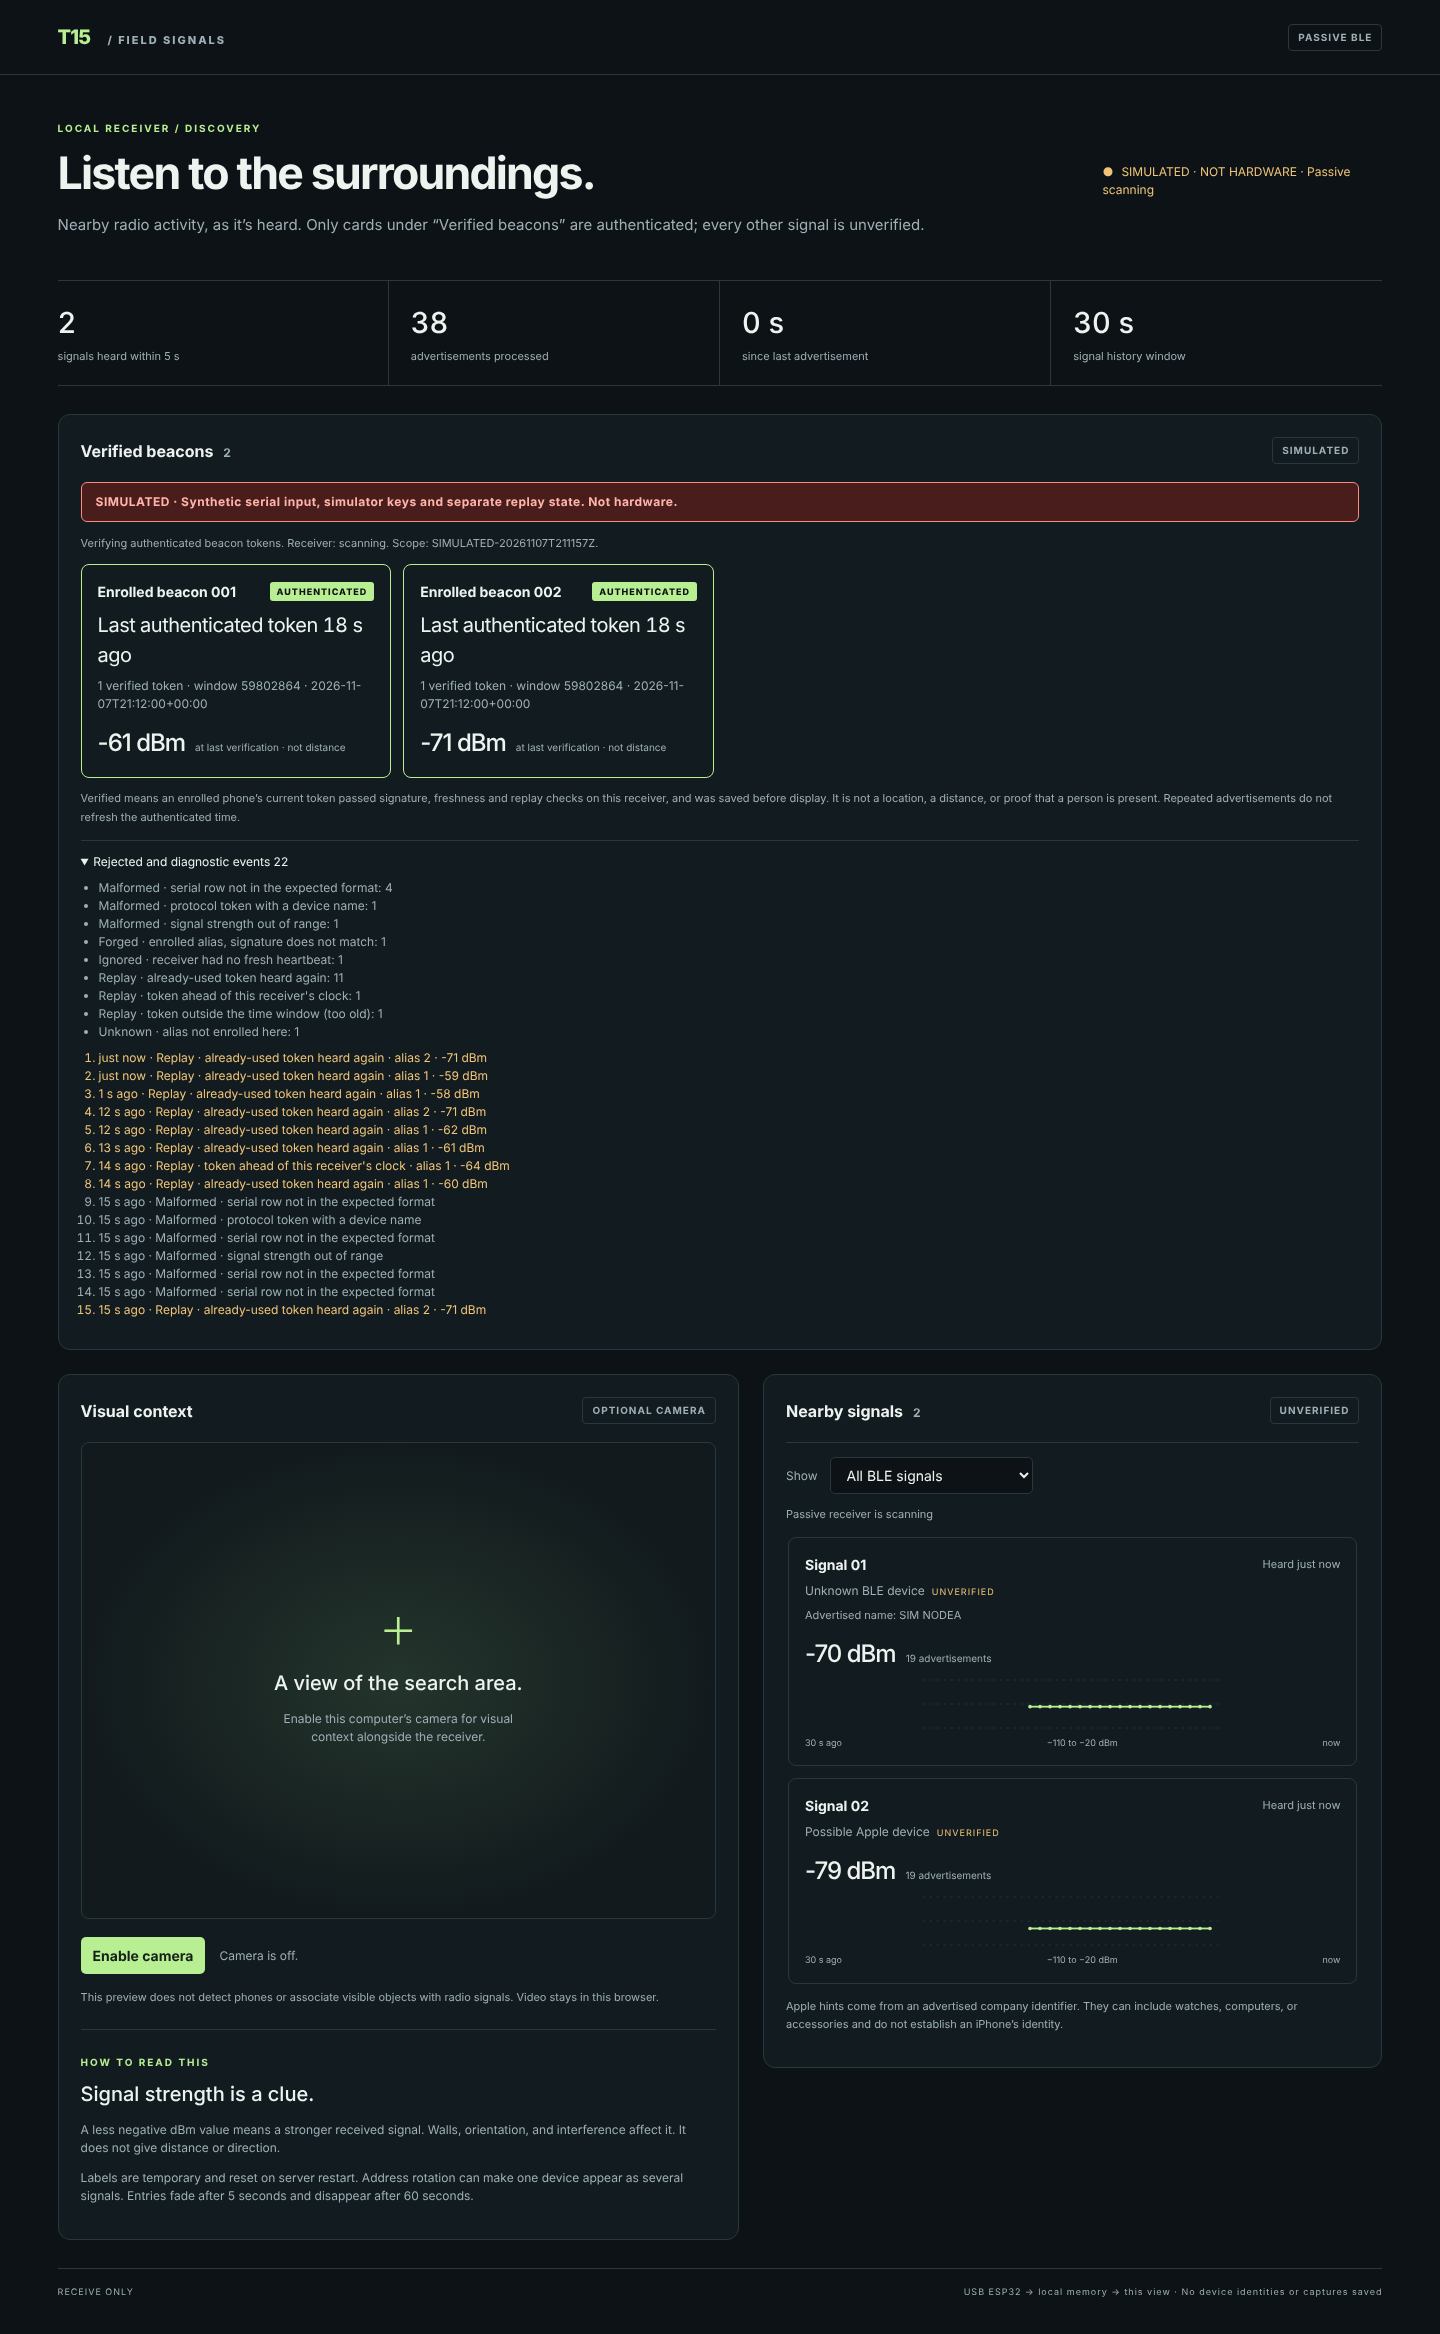 T15 / FIELD SIGNALS
PASSIVE BLE
LOCAL RECEIVER / DISCOVERY
Listen to the surroundings.
● SIMULATED · NOT HARDWARE · Passive
scanning
Nearby radio activity, as it’s heard. Only cards under “Verified beacons” are authenticated; every other signal is unverified.
2
signals heard within 5 s
38
advertisements processed
0 s
since last advertisement
30 s
signal history window
Verified beacons 2
SIMULATED
SIMULATED · Synthetic serial input, simulator keys and separate replay state. Not hardware.
Verifying authenticated beacon tokens. Receiver: scanning. Scope: SIMULATED-20261107T211157Z.
Enrolled beacon 001 AUTHENTICATED
Last authenticated token 18 s
ago
1 verified token · window 59802864 · 2026-11-
07T21:12:00+00:00
-61 dBm at last verification · not distance
Enrolled beacon 002 AUTHENTICATED
Last authenticated token 18 s
ago
1 verified token · window 59802864 · 2026-11-
07T21:12:00+00:00
-71 dBm at last verification · not distance
Verified means an enrolled phone’s current token passed signature, freshness and replay checks on this receiver, and was saved before display. It is not a location, a distance, or proof that a person is present. Repeated advertisements do not
refresh the authenticated time.
▼ Rejected and diagnostic events 22
• Malformed · serial row not in the expected format: 4
• Malformed · protocol token with a device name: 1
• Malformed · signal strength out of range: 1
• Forged · enrolled alias, signature does not match: 1
• Ignored · receiver had no fresh heartbeat: 1
• Replay · already-used token heard again: 11
• Replay · token ahead of this receiver's clock: 1
• Replay · token outside the time window (too old): 1
• Unknown · alias not enrolled here: 1
1. just now · Replay · already-used token heard again · alias 2 · -71 dBm
2. just now · Replay · already-used token heard again · alias 1 · -59 dBm
3. 1 s ago · Replay · already-used token heard again · alias 1 · -58 dBm
4. 12 s ago · Replay · already-used token heard again · alias 2 · -71 dBm
5. 12 s ago · Replay · already-used token heard again · alias 1 · -62 dBm
6. 13 s ago · Replay · already-used token heard again · alias 1 · -61 dBm
7. 14 s ago · Replay · token ahead of this receiver's clock · alias 1 · -64 dBm
8. 14 s ago · Replay · already-used token heard again · alias 1 · -60 dBm
9. 15 s ago · Malformed · serial row not in the expected format
10. 15 s ago · Malformed · protocol token with a device name
11. 15 s ago · Malformed · serial row not in the expected format
12. 15 s ago · Malformed · signal strength out of range
13. 15 s ago · Malformed · serial row not in the expected format
14. 15 s ago · Malformed · serial row not in the expected format
15. 15 s ago · Replay · already-used token heard again · alias 2 · -71 dBm
Visual context
OPTIONAL CAMERA
A view of the search area.
Enable this computer’s camera for visual
context alongside the receiver.
Enable camera Camera is off.
This preview does not detect phones or associate visible objects with radio signals. Video stays in this browser.
HOW TO READ THIS
Signal strength is a clue.
A less negative dBm value means a stronger received signal. Walls, orientation, and interference affect it. It
does not give distance or direction.
Labels are temporary and reset on server restart. Address rotation can make one device appear as several
signals. Entries fade after 5 seconds and disappear after 60 seconds.
Nearby signals 2
UNVERIFIED
Show All BLE signals
Passive receiver is scanning
Signal 01
Heard just now
Unknown BLE device UNVERIFIED
Advertised name: SIM NODEA
-70 dBm 19 advertisements
30 s ago −110 to −20 dBm now
Signal 02
Heard just now
Possible Apple device UNVERIFIED
-79 dBm 19 advertisements
30 s ago −110 to −20 dBm now
Apple hints come from an advertised company identifier. They can include watches, computers, or
accessories and do not establish an iPhone’s identity.
RECEIVE ONLY
USB ESP32 → local memory → this view · No device identities or captures saved